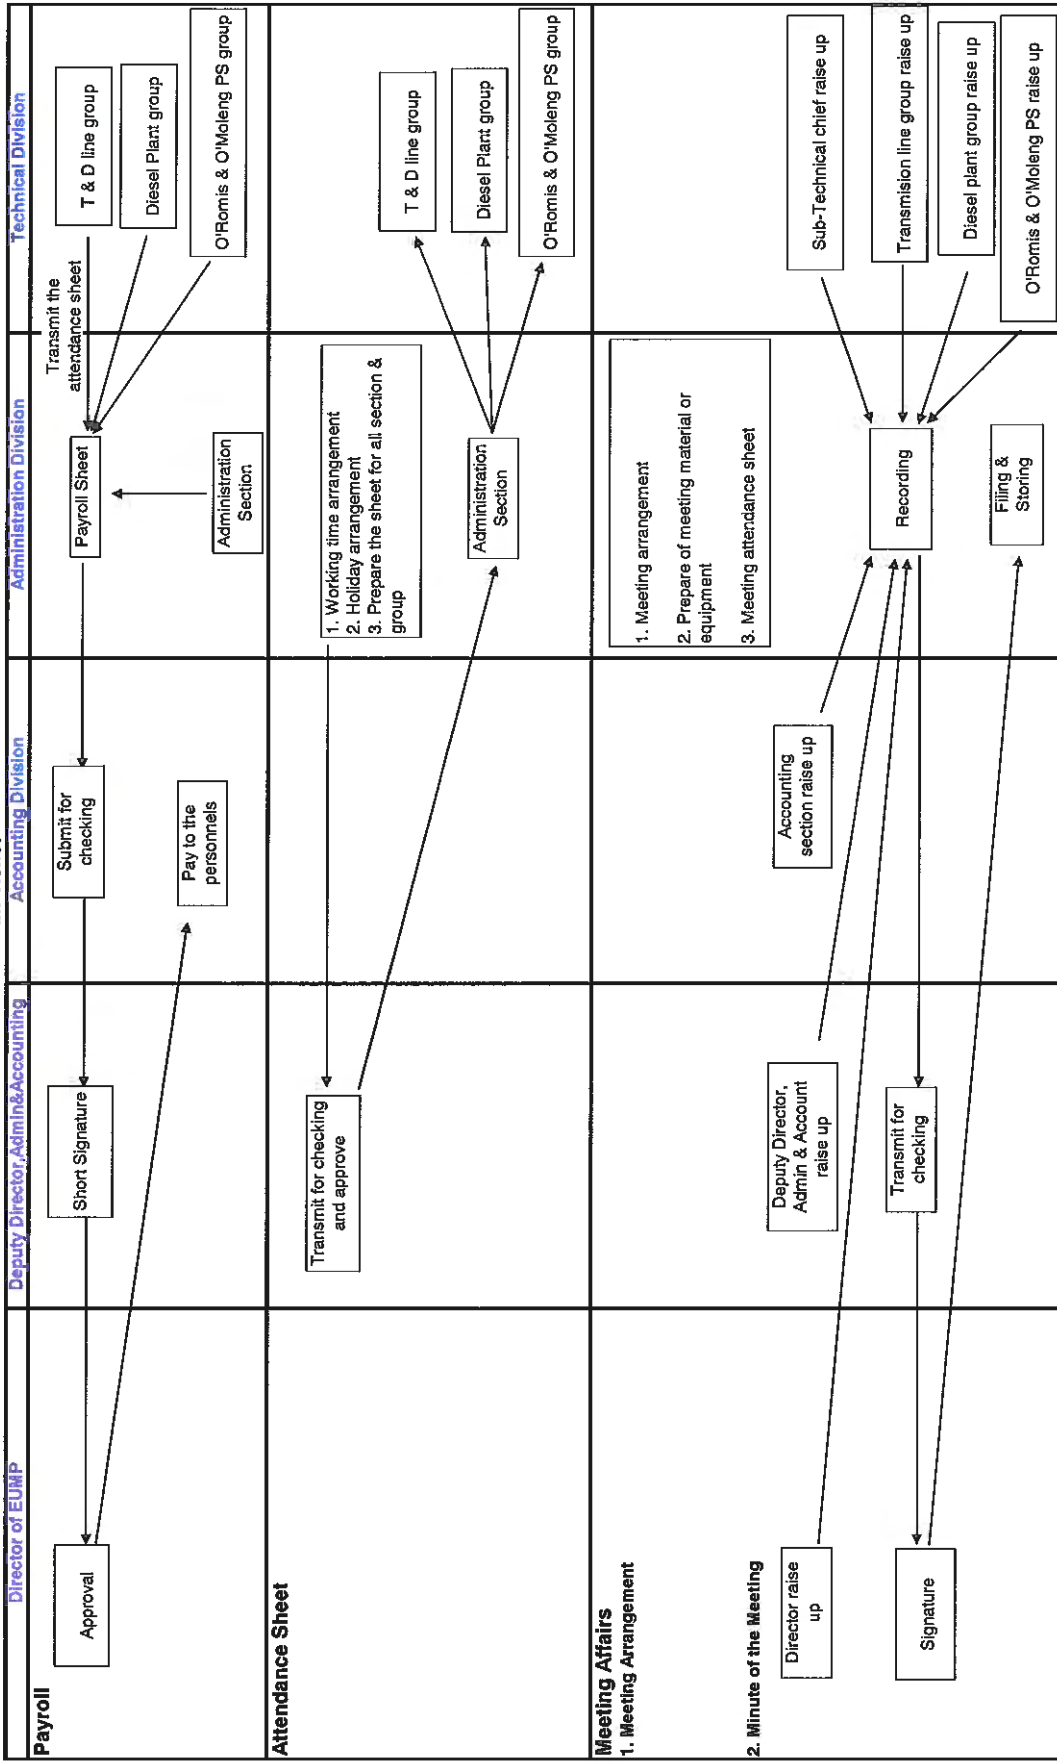 Director of EUMP
Deputy Director,Admin&Accounting
Accounting Division
Administration Division
Technical Division
Payroll
Approval
Short Signature
Submit for
checking
Pay to the
personnels
Payroll Sheet
Administration
Section
Transmit the
attendance sheet
T & D line group
Diesel Plant group
O'Romis & O'Moleng PS group
Attendance Sheet
Transmit for checking
and approve
1. Working time arrangement
2. Holiday arrangement
3. Prepare the sheet for all section &
group
Administration
Section
T & D line group
Diesel Plant group
O'Romis & O'Moleng PS group
Meeting Affairs
1. Meeting Arrangement
1. Meeting arrangement
2. Prepare of meeting material or
equipment
3. Meeting attendance sheet
2. Minute of the Meeting
Director raise
up
Deputy Director,
Admin & Account
raise up
Accounting
section raise up
Recording
Sub-Technical chief raise up
Transmision line group raise up
Diesel plant group raise up
O'Romis & O'Moleng PS raise up
Signature
Transmit for
checking
Filing &
Storing